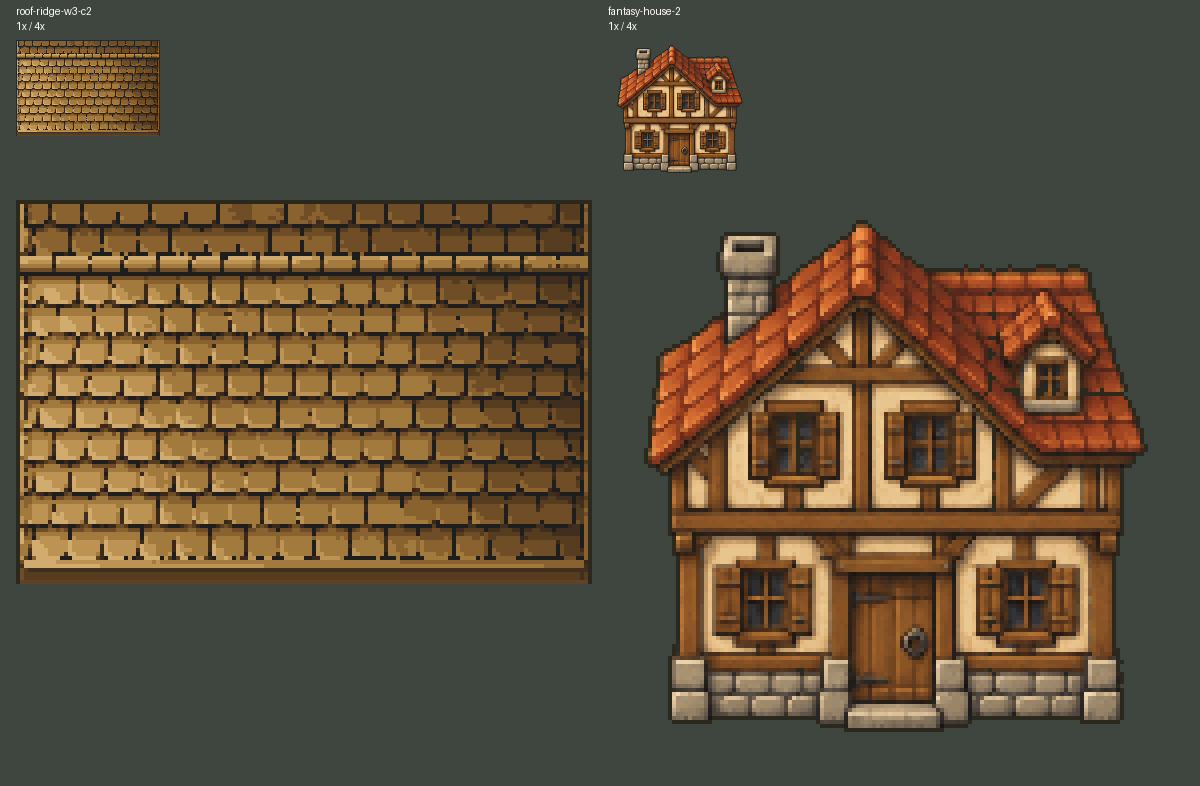 roof-ridge-w3-c2
1x / 4x
fantasy-house-2
1x / 4x